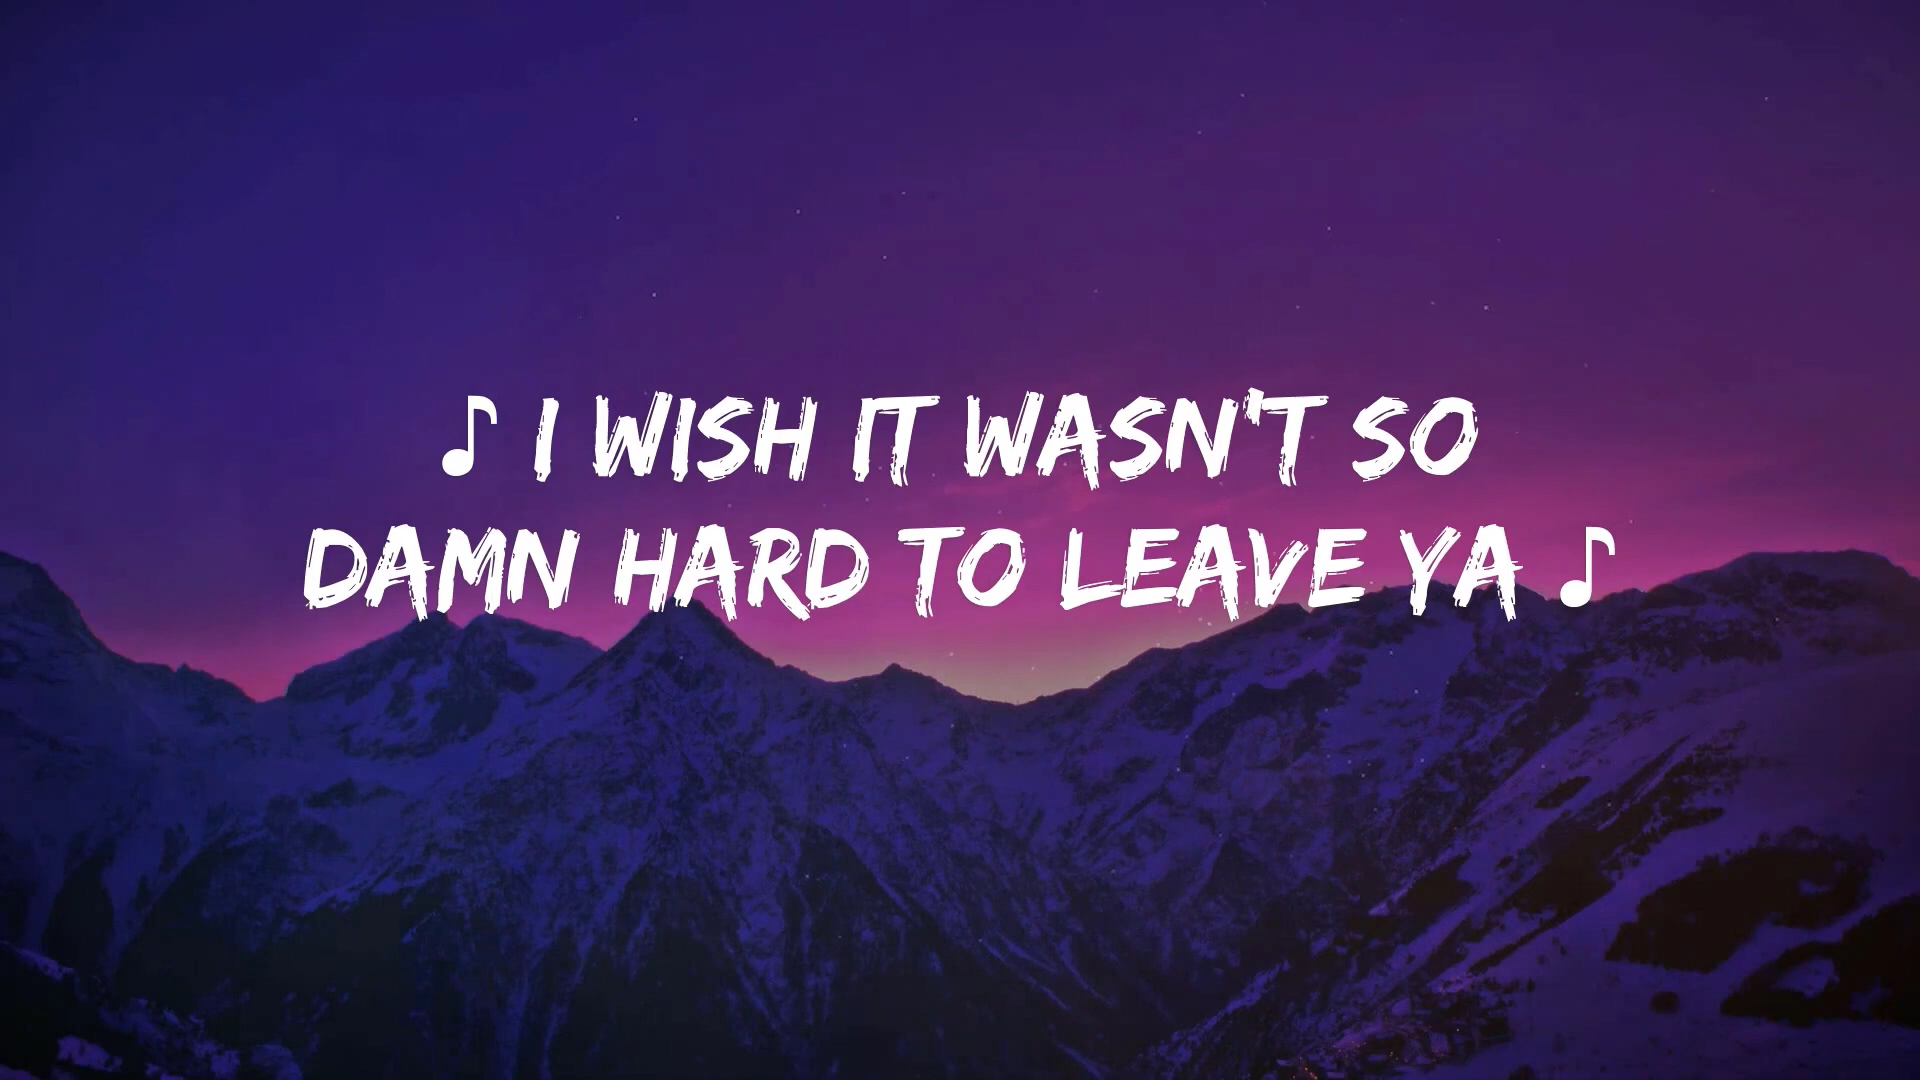 ♪ I WISH IT WASN'T SO
DAMN HARD TO LEAVE YA ♪